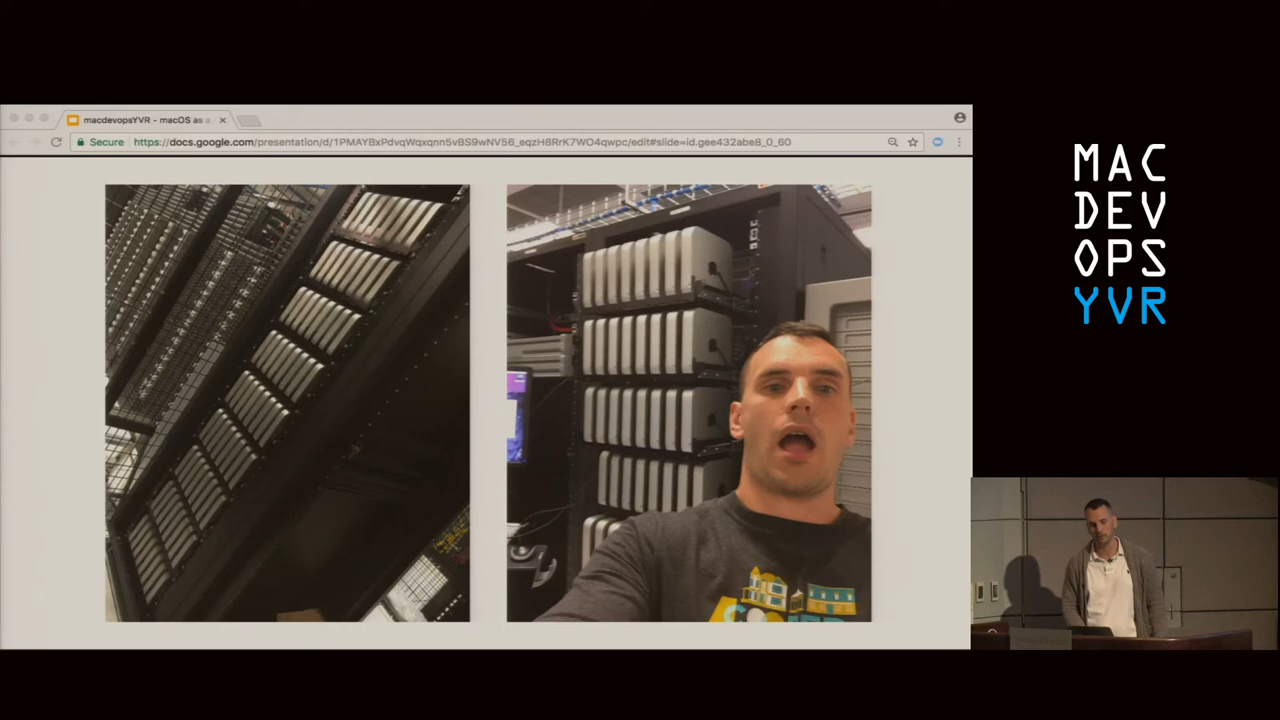 macdevopsYVR - macOS as a
Secure
https://docs.google.com/presentation/d/1PMAYBxPdvqWqxqnn5vBS9wNV56_eqzH8RrK7WO4qwpc/edit#slide=id.gee432abe8_0_60
MAC
DEV
OPS
YVR